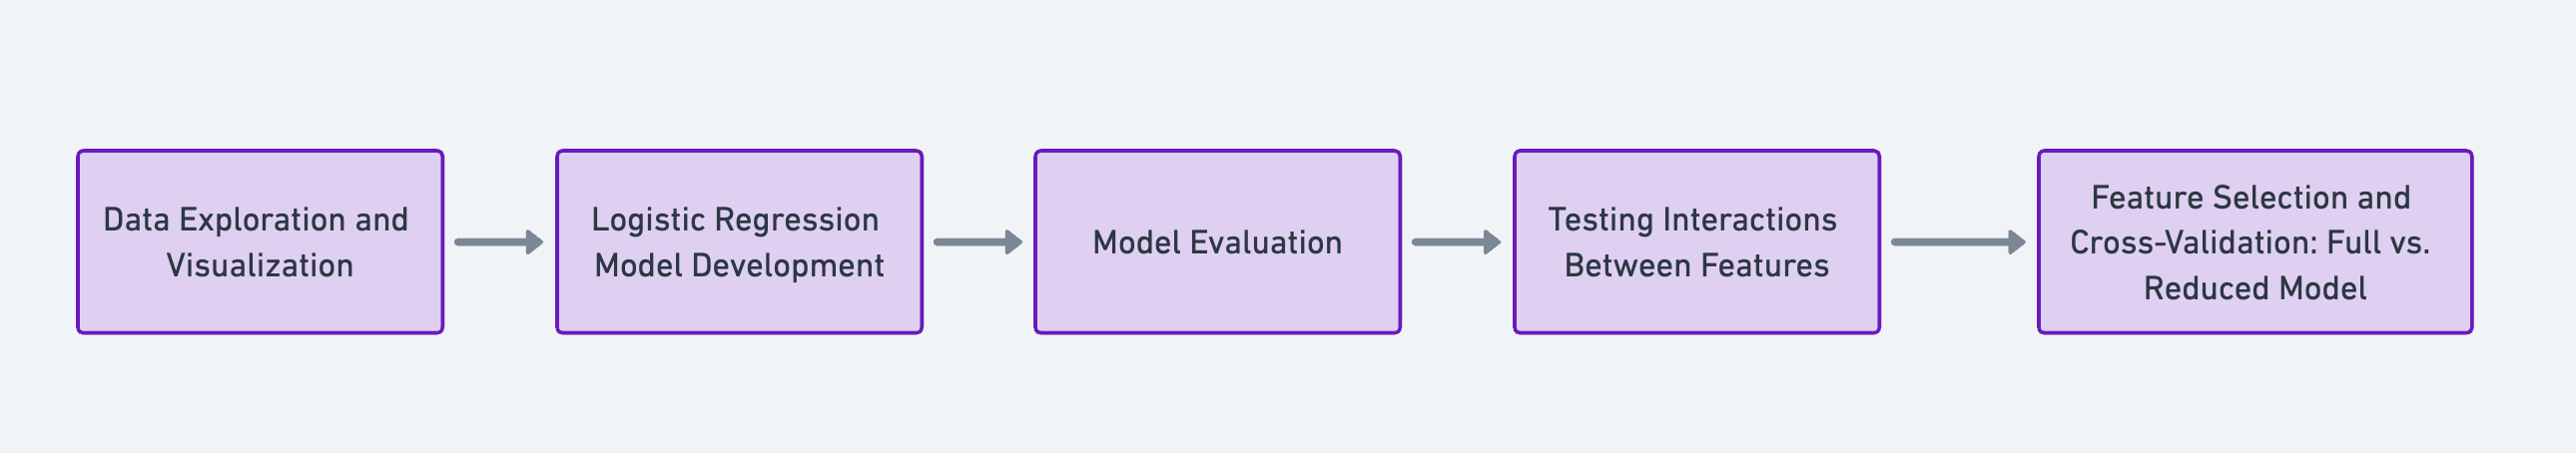 Data Exploration and
Visualization
Logistic Regression
Model Development
Model Evaluation
Testing Interactions
Between Features
Feature Selection and
Cross-Validation: Full vs.
Reduced Model